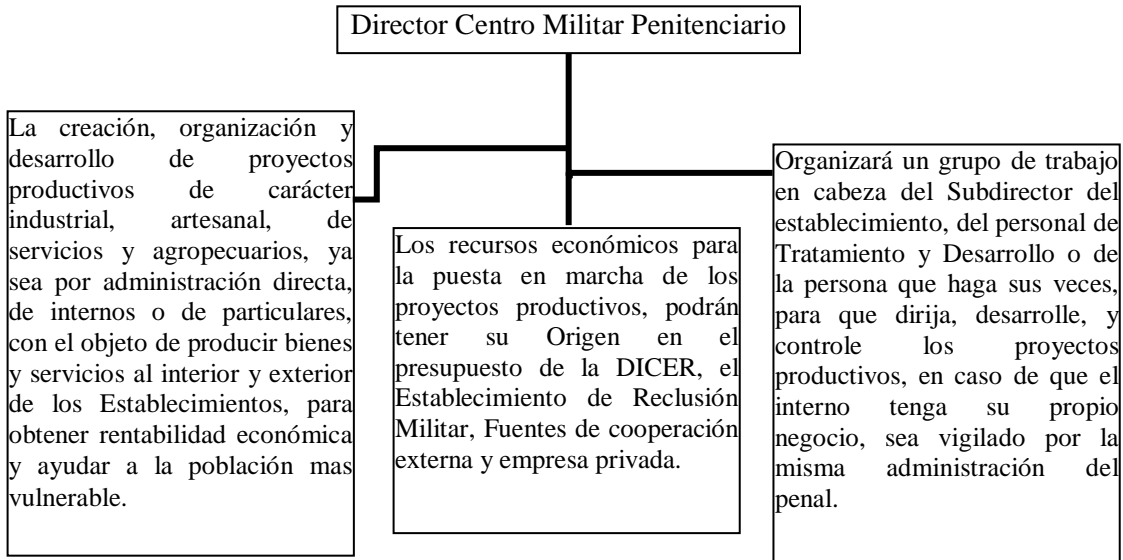 Director Centro Militar Penitenciario
La creación, organización y
desarrollo de proyectos
productivos de carácter
industrial, artesanal, de
servicios y agropecuarios, ya
sea por administración directa,
de internos o de particulares,
con el objeto de producir bienes
y servicios al interior y exterior
de los Establecimientos, para
obtener rentabilidad económica
y ayudar a la población mas
vulnerable.
Los recursos económicos para
la puesta en marcha de los
proyectos productivos, podrán
tener su Origen en el
presupuesto de la DICER, el
Establecimiento de Reclusión
Militar, Fuentes de cooperación
externa y empresa privada.
Organizará un grupo de trabajo
en cabeza del Subdirector del
establecimiento, del personal de
Tratamiento y Desarrollo o de
la persona que haga sus veces,
para que dirija, desarrolle, y
controle los proyectos
productivos, en caso de que el
interno tenga su propio
negocio, sea vigilado por la
misma administración del
penal.